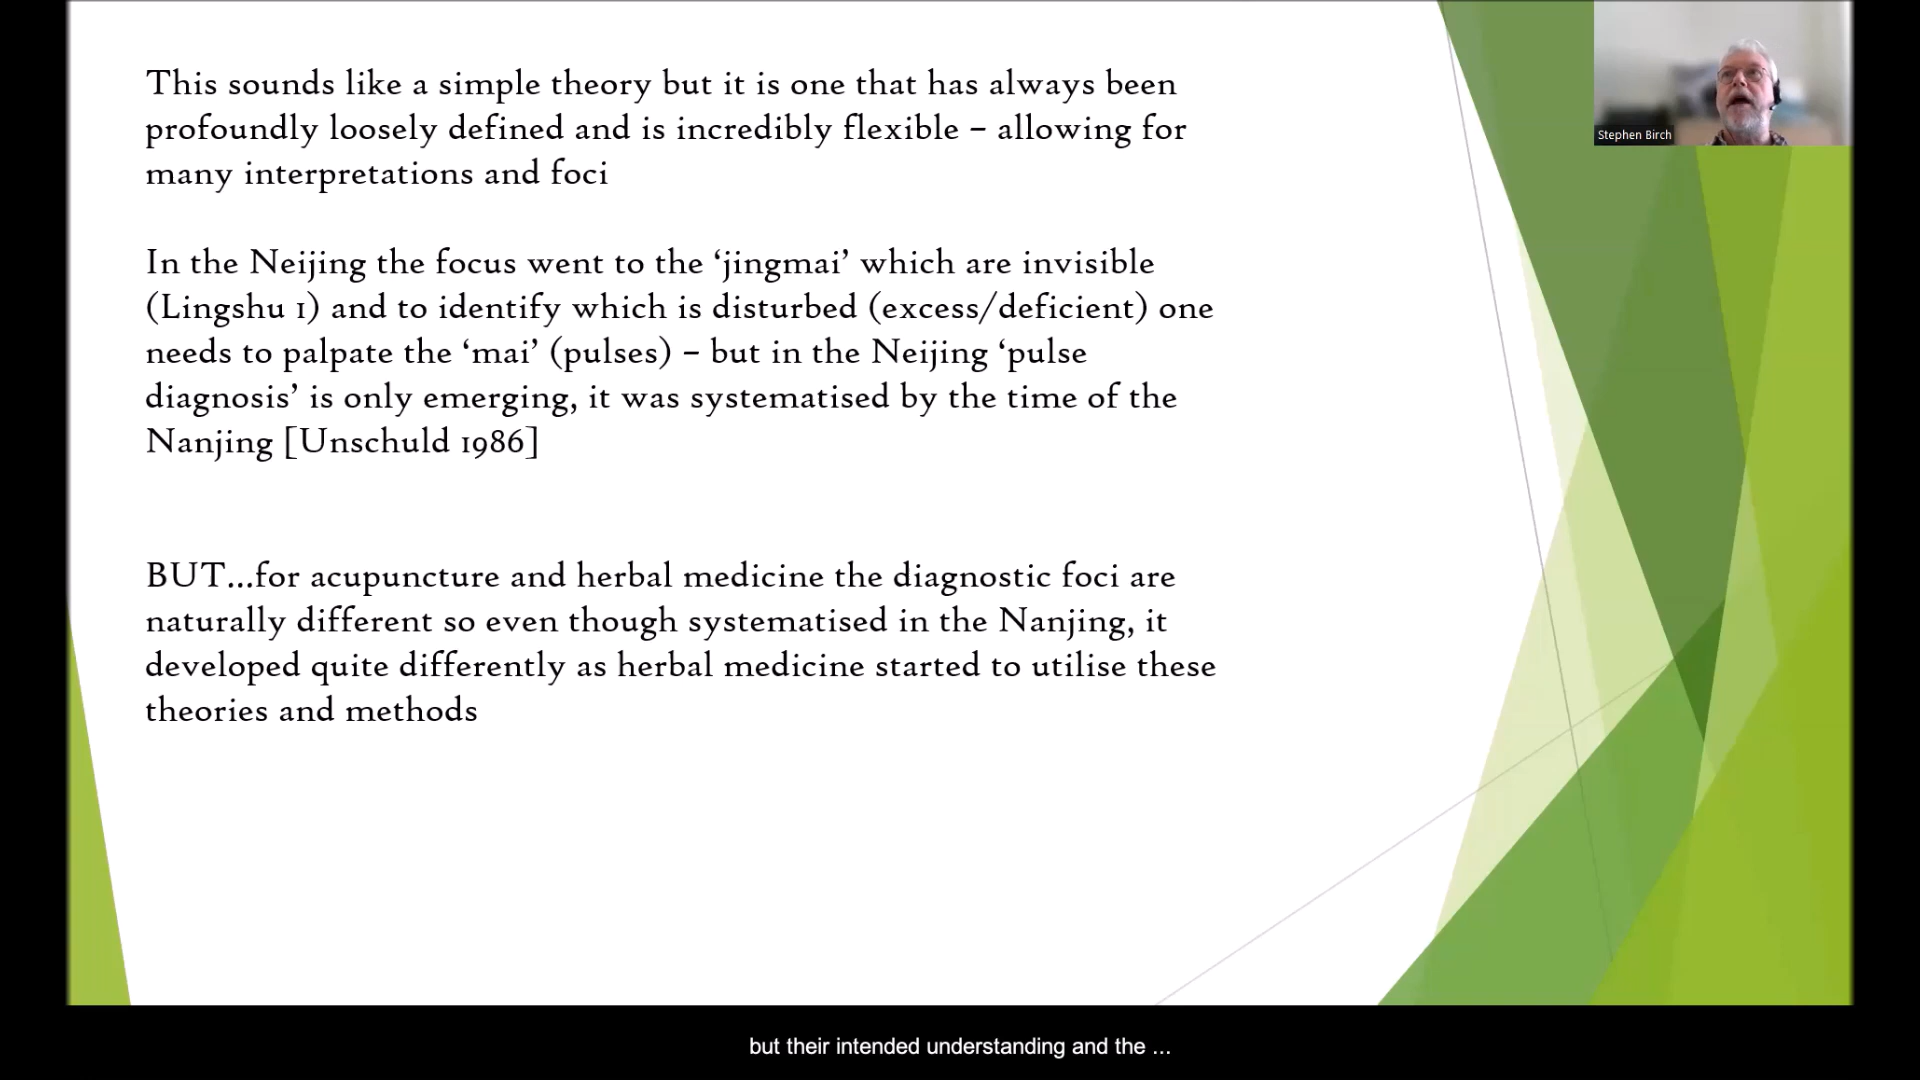 This sounds like a simple theory but it is one that has always been
profoundly loosely defined and is incredibly flexible – allowing for
many interpretations and foci
In the Neijing the focus went to the ‘jingmai’ which are invisible
(Lingshu 1) and to identify which is disturbed (excess/deficient) one
needs to palpate the ‘mai’ (pulses) – but in the Neijing ‘pulse
diagnosis’ is only emerging, it was systematised by the time of the
Nanjing [Unschuld 1986]
BUT...for acupuncture and herbal medicine the diagnostic foci are
naturally different so even though systematised in the Nanjing, it
developed quite differently as herbal medicine started to utilise these
theories and methods
Stephen Birch
but their intended understanding and the ...